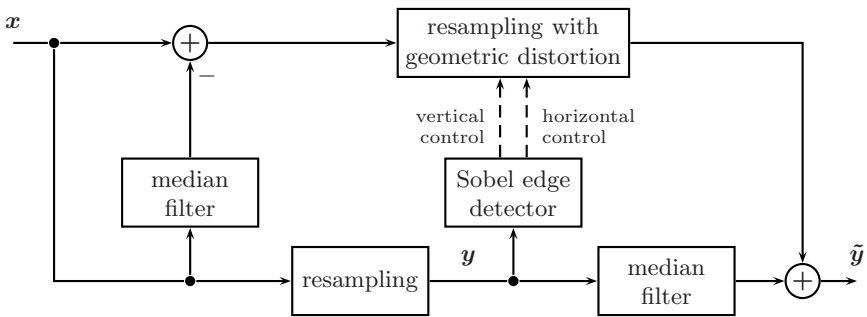 x
+
−
resampling with
geometric distortion
vertical
control
horizontal
control
median
filter
Sobel edge
detector
resampling
y
median
filter
+
ỹ